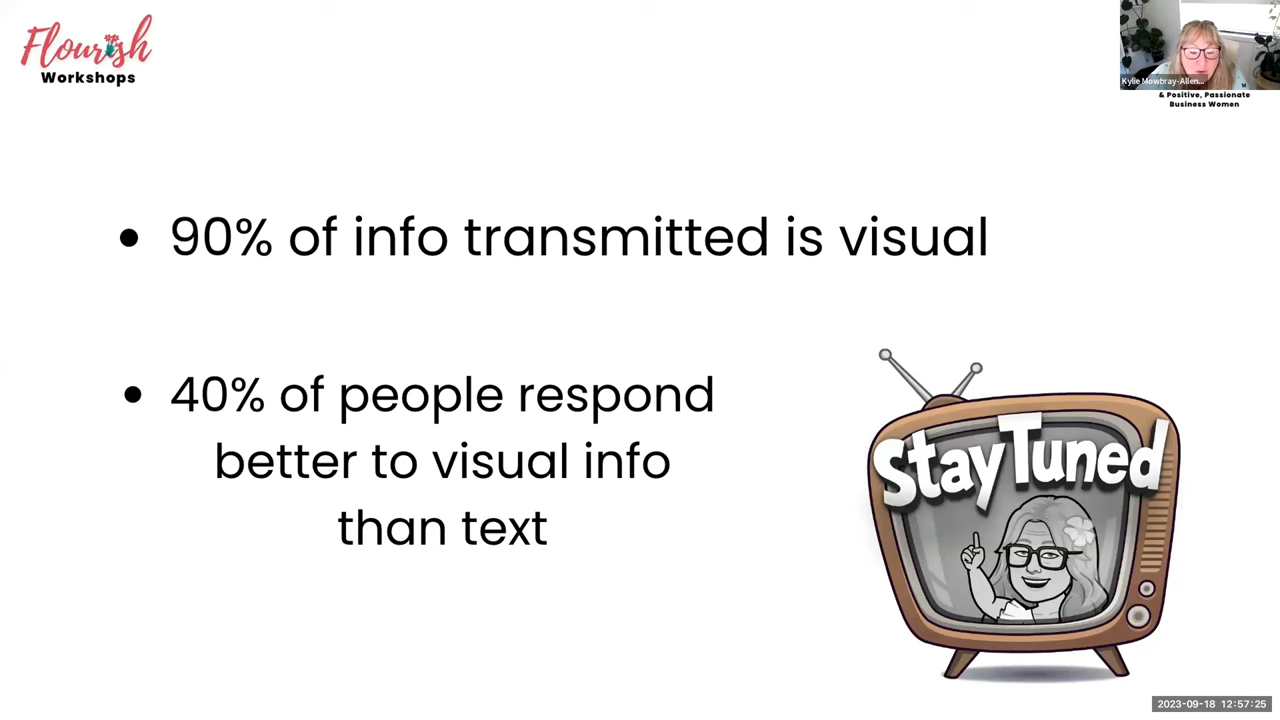 Flourish
Workshops
Kylie Mowbray-Allen...
& Positive, Passionate
Business Women
• 90% of info transmitted is visual
• 40% of people respond
better to visual info
than text
Stay Tuned
2023-09-18 12:57:25